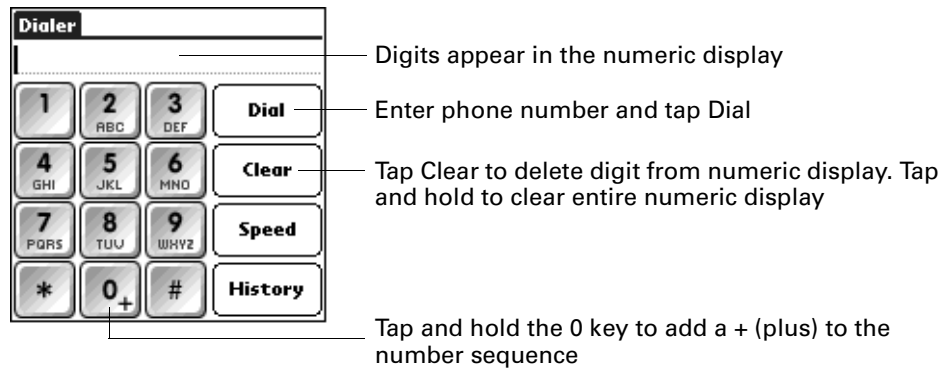 Dialer
Digits appear in the numeric display
1 2 ABC 3 DEF Dial
Enter phone number and tap Dial
4 GHI 5 JKL 6 MNO Clear
Tap Clear to delete digit from numeric display. Tap
and hold to clear entire numeric display
7 PQRS 8 TUV 9 WXYZ Speed
* 0 + # History
Tap and hold the 0 key to add a + (plus) to the
number sequence